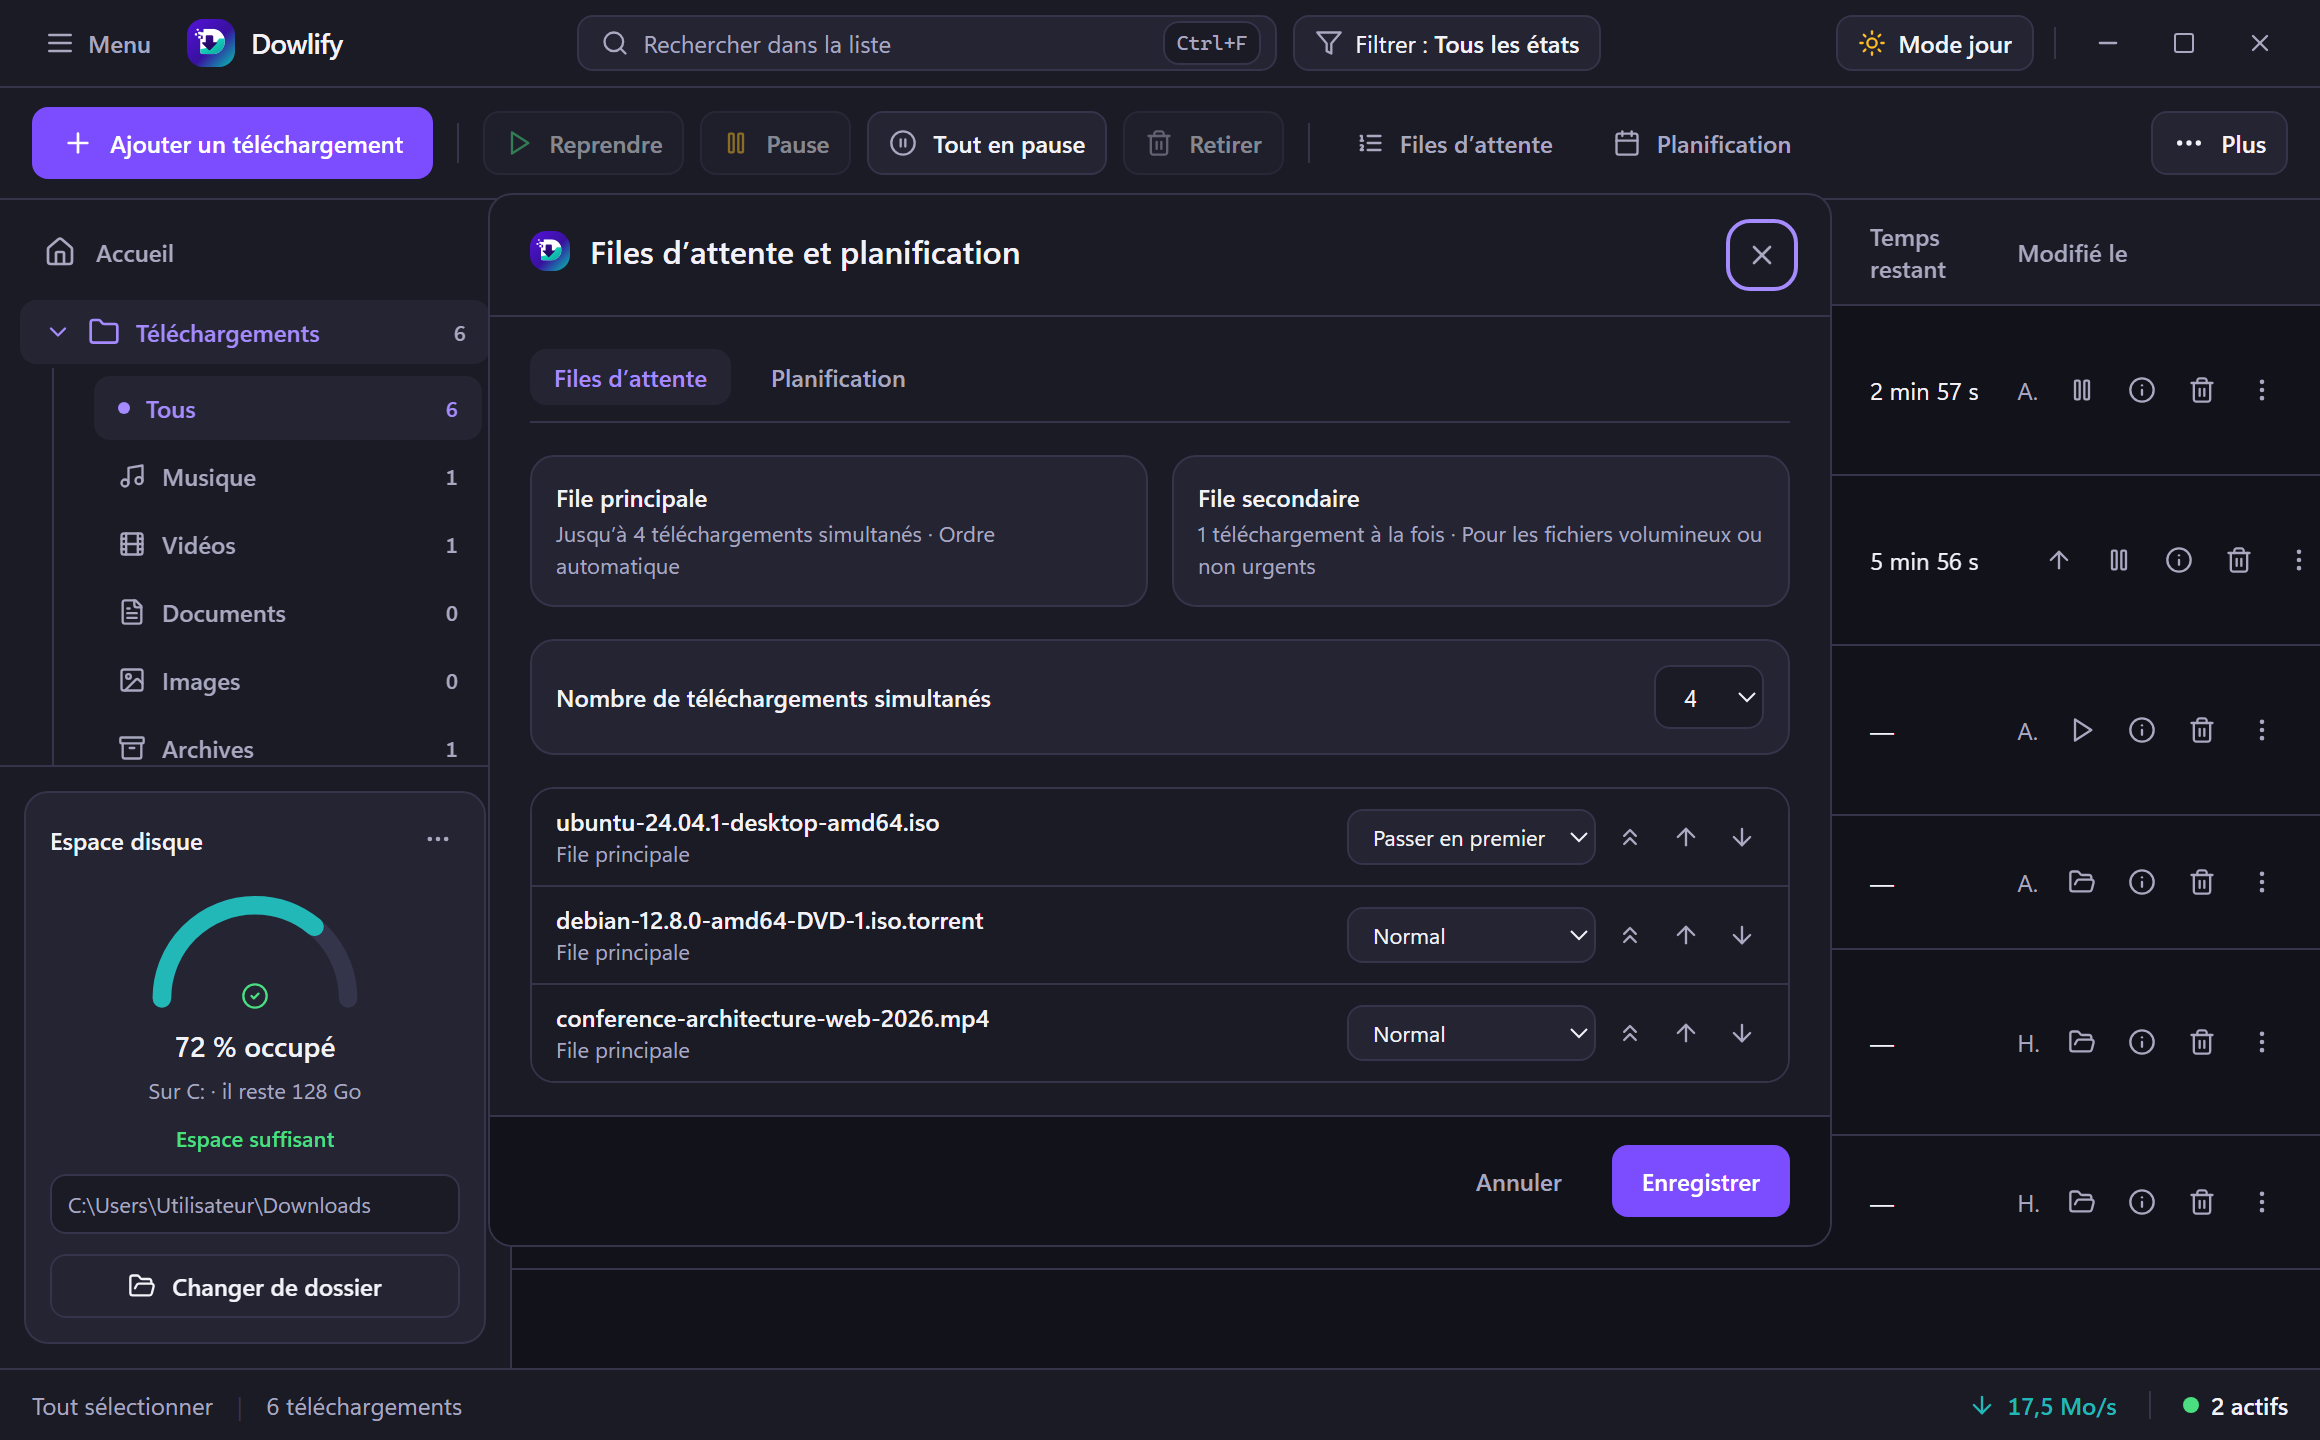 Menu
Dowlify
Rechercher dans la liste
Ctrl+F
Filtrer : Tous les états
Mode jour
Ajouter un téléchargement
Reprendre
Pause
Tout en pause
Retirer
Files d’attente
Planification
Plus
Accueil
Téléchargements 6
Tous 6
Musique 1
Vidéos 1
Documents 0
Images 0
Archives 1
Espace disque
72 % occupé
Sur C: · il reste 128 Go
Espace suffisant
C:\Users\Utilisateur\Downloads
Changer de dossier
Files d’attente et planification
Files d’attente
Planification
File principale
Jusqu’à 4 téléchargements simultanés · Ordre
automatique
File secondaire
1 téléchargement à la fois · Pour les fichiers volumineux ou
non urgents
Nombre de téléchargements simultanés
4
ubuntu-24.04.1-desktop-amd64.iso
File principale
Passer en premier
debian-12.8.0-amd64-DVD-1.iso.torrent
File principale
Normal
conference-architecture-web-2026.mp4
File principale
Normal
Annuler
Enregistrer
Temps
restant
Modifié le
2 min 57 s
A.
5 min 56 s
—
A.
—
A.
—
H.
—
H.
Tout sélectionner
6 téléchargements
17,5 Mo/s
2 actifs